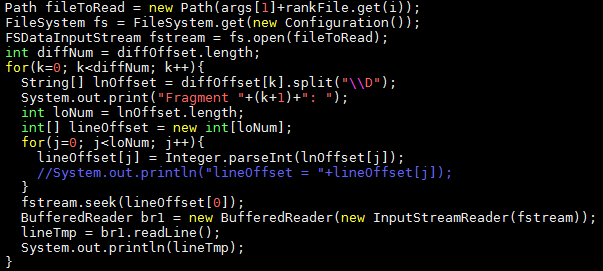 Path fileToRead = new Path(args[1]+rankFile.get(i));
FileSystem fs = FileSystem.get(new Configuration());
FSDataInputStream fstream = fs.open(fileToRead);
int diffNum = diffOffset.length;
for(k=0; k<diffNum; k++){
  String[] lnOffset = diffOffset[k].split("\\D");
  System.out.print("Fragment "+(k+1)+": ");
  int loNum = lnOffset.length;
  int[] lineOffset = new int[loNum];
  for(j=0; j<loNum; j++){
    lineOffset[j] = Integer.parseInt(lnOffset[j]);
    //System.out.println("lineOffset = "+lineOffset[j]);
  }
  fstream.seek(lineOffset[0]);
  BufferedReader br1 = new BufferedReader(new InputStreamReader(fstream));
  lineTmp = br1.readLine();
  System.out.println(lineTmp);
}